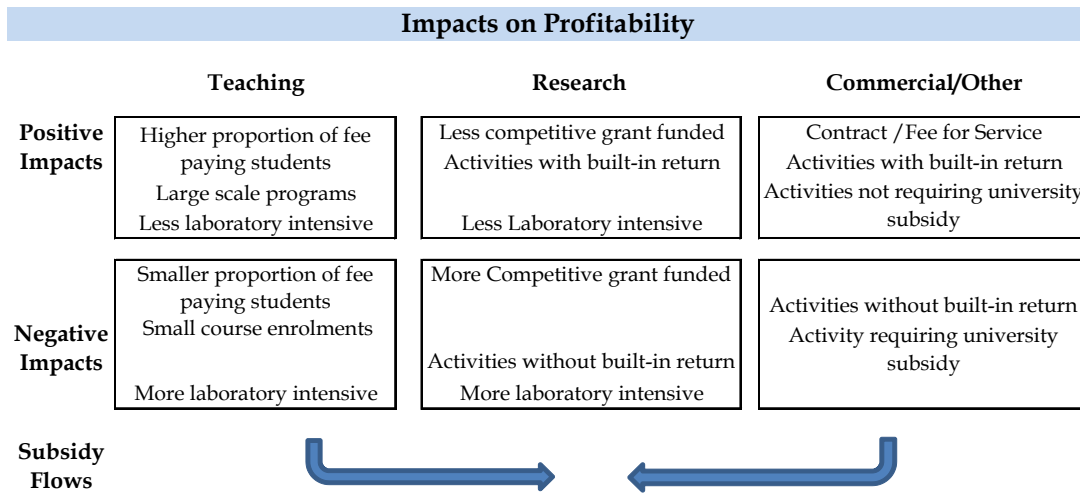 Impacts on Profitability
Teaching
Research
Commercial/Other
Positive
Impacts
Higher proportion of fee
paying students
Large scale programs
Less laboratory intensive
Less competitive grant funded
Activities with built-in return
Less Laboratory intensive
Contract /Fee for Service
Activities with built-in return
Activities not requiring university
subsidy
Negative
Impacts
Smaller proportion of fee
paying students
Small course enrolments
More laboratory intensive
More Competitive grant funded
Activities without built-in return
More laboratory intensive
Activities without built-in return
Activity requiring university
subsidy
Subsidy
Flows